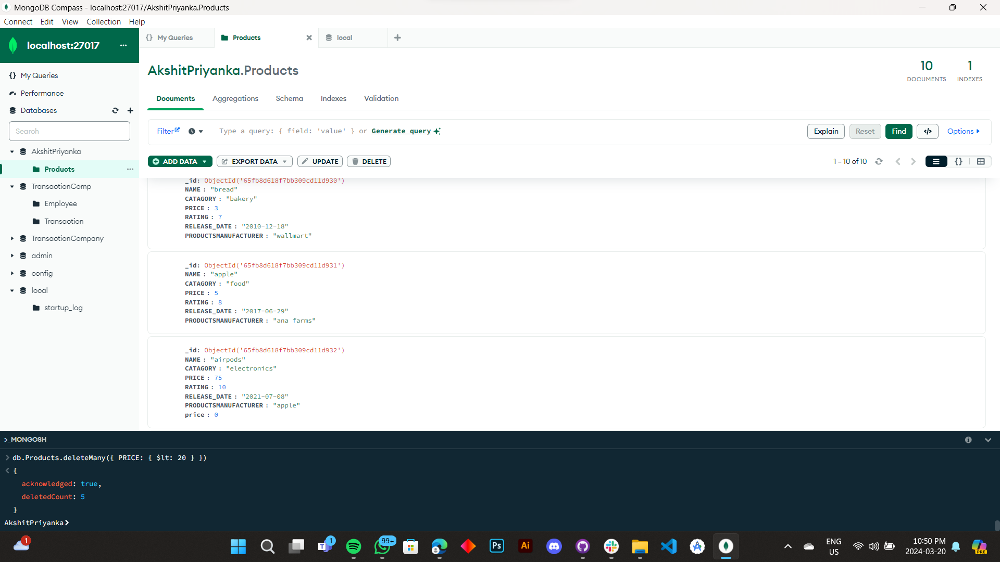 MongoDB Compass - localhost:27017/AkshitPriyanka.Products
Connect Edit View Collection Help
localhost:27017 ...
{} My Queries
Products
local
AkshitPriyanka.Products
10
DOCUMENTS
1
INDEXES
{} My Queries
Performance
Databases
Search
AkshitPriyanka
Products ...
TransactionComp
Employee
Transaction
TransactionCompany
admin
config
local
startup_log
Documents Aggregations Schema Indexes Validation
Filter Type a query: { field: 'value' } or Generate query Explain Reset Find </> Options
ADD DATA EXPORT DATA UPDATE DELETE 1 – 10 of 10 {}
_id: ObjectId('65fb8d618f7bb309cd11d930')
NAME : "bread"
CATAGORY : "bakery"
PRICE : 3
RATING : 7
RELEASE_DATE : "2010-12-18"
PRODUCTSMANUFACTURER : "wallmart"
_id: ObjectId('65fb8d618f7bb309cd11d931')
NAME : "apple"
CATAGORY : "food"
PRICE : 5
RATING : 8
RELEASE_DATE : "2017-06-29"
PRODUCTSMANUFACTURER : "ana farms"
_id: ObjectId('65fb8d618f7bb309cd11d932')
NAME : "airpods"
CATAGORY : "electronics"
PRICE : 75
RATING : 10
RELEASE_DATE : "2021-07-08"
PRODUCTSMANUFACTURER : "apple"
price : 0
>_MONGOSH
> db.Products.deleteMany({ PRICE: { $lt: 20 } })
< {
acknowledged: true,
deletedCount: 5
}
AkshitPriyanka>
1
1
99+
Ps
Ai
ENG
US
10:50 PM
2024-03-20
PRE